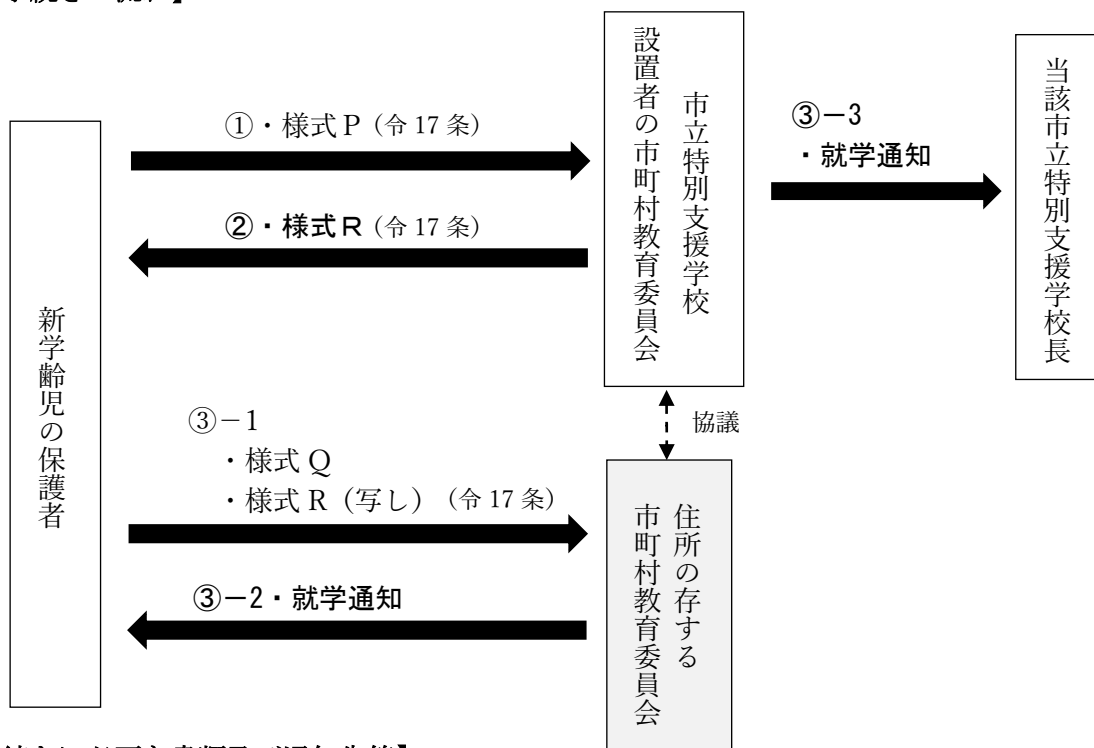 ①・様式P（令17条）
②・様式R（令17条）
設置者の市町村教育委員会
市立特別支援学校
③－3
・就学通知
当該市立特別支援学校長
新学齢児の保護者
協議
③－1
・様式Q
・様式R（写し）（令17条）
③－2・就学通知
住所の存する
市町村教育委員会